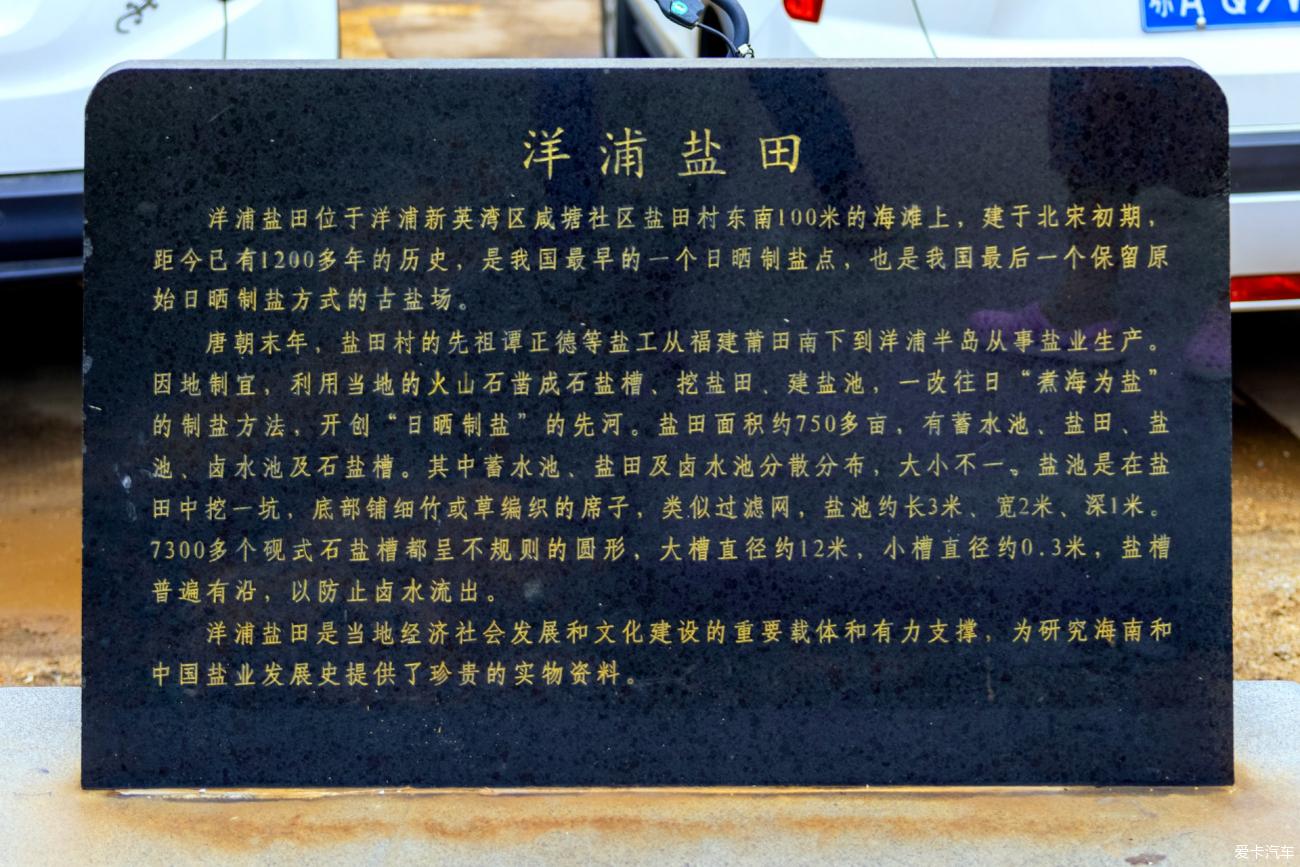 洋浦盐田
洋浦盐田位于洋浦新英湾区咸塘社区盐田村东南100米的海滩上，建于北宋初期，
距今已有1200多年的历史，是我国最早的一个日晒制盐点，也是我国最后一个保留原
始日晒制盐方式的古盐场。
唐朝末年，盐田村的先祖谭正德等盐工从福建莆田南下到洋浦半岛从事盐业生产。
因地制宜，利用当地的火山石凿成石盐槽、挖盐田、建盐池，一改往日“煮海为盐”
的制盐方法，开创“日晒制盐”的先河。盐田面积约750多亩，有蓄水池、盐田、盐
池、卤水池及石盐槽。其中蓄水池、盐田及卤水池分散分布，大小不一。盐池是在盐
田中挖一坑，底部铺细竹或草编织的席子，类似过滤网，盐池约长3米、宽2米、深1米。
7300多个砚式石盐槽都呈不规则的圆形，大槽直径约12米，小槽直径约0.3米，盐槽
普遍有沿，以防止卤水流出。
洋浦盐田是当地经济社会发展和文化建设的重要载体和有力支撑，为研究海南和
中国盐业发展史提供了珍贵的实物资料。
爱卡汽车